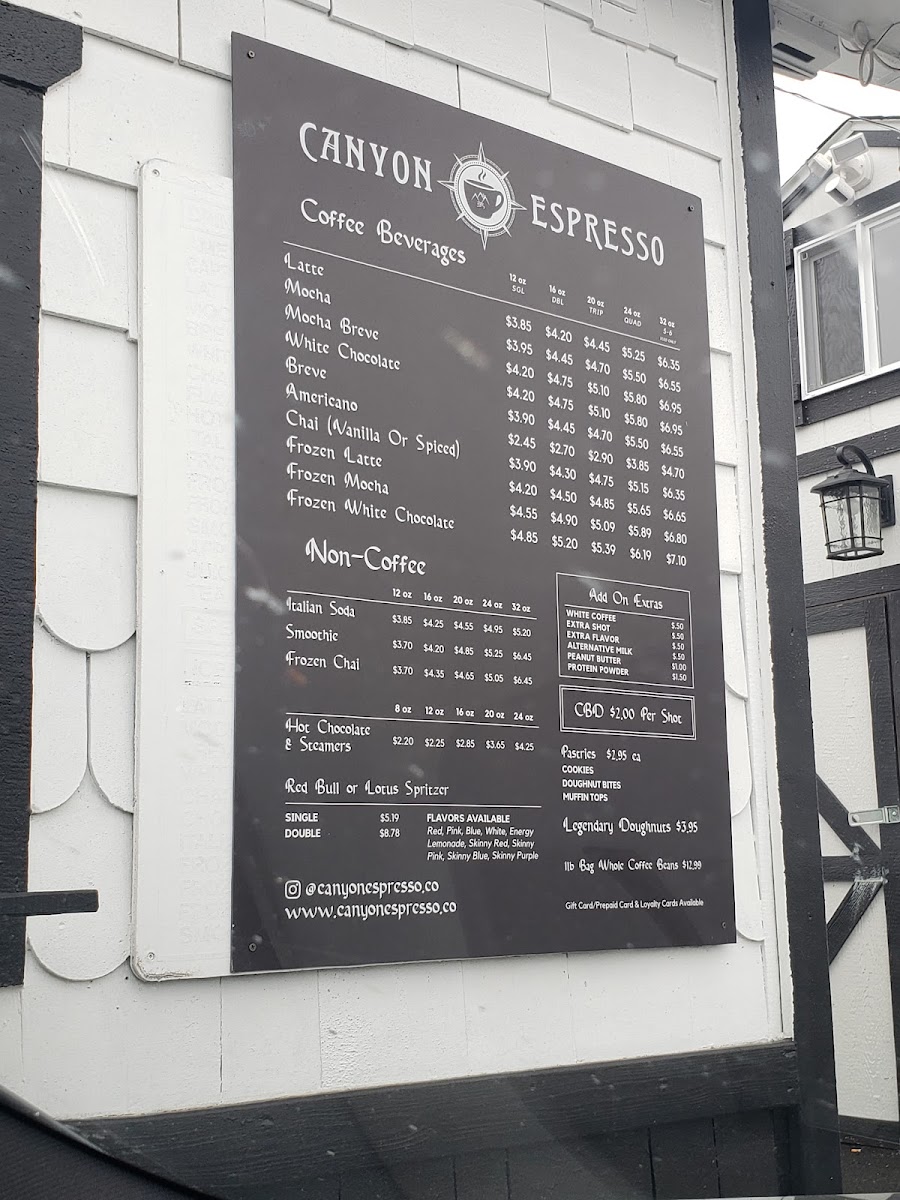 CANYON ESPRESSO
Coffee Beverages
12 oz 16 oz 20 oz 24 oz 32 oz
SGL DBL TRIP QUAD 5-6
Latte $3.85 $4.20 $4.45 $5.25 $6.35
Mocha $3.95 $4.45 $4.70 $5.50 $6.55
Mocha Breve $4.20 $4.75 $5.10 $5.80 $6.95
White Chocolate $4.20 $4.75 $5.10 $5.80 $6.95
Breve $3.90 $4.45 $4.70 $5.50 $6.55
Americano $2.45 $2.70 $2.90 $3.85 $4.70
Chai (Vanilla Or Spiced) $3.90 $4.30 $4.75 $5.15 $6.35
Frozen Latte $4.20 $4.50 $4.85 $5.65 $6.65
Frozen Mocha $4.55 $4.90 $5.09 $5.89 $6.80
Frozen White Chocolate $4.85 $5.20 $5.39 $6.19 $7.10
Non-Coffee
12 oz 16 oz 20 oz 24 oz 32 oz
Italian Soda $3.85 $4.25 $4.55 $4.95 $5.20
Smoothie $3.70 $4.20 $4.85 $5.25 $6.45
Frozen Chai $3.70 $4.35 $4.65 $5.05 $6.45
8 oz 12 oz 16 oz 20 oz 24 oz
Hot Chocolate
& Steamers $2.20 $2.25 $2.85 $3.65 $4.25
Red Bull or Lotus Spritzer
SINGLE $5.19
DOUBLE $8.78
FLAVORS AVAILABLE
Red, Pink, Blue, White, Energy
Lemonade, Skinny Red, Skinny
Pink, Skinny Blue, Skinny Purple
@canyonespresso.co
www.canyonespresso.co
Add On Extras
WHITE COFFEE $.50
EXTRA SHOT $.50
EXTRA FLAVOR $.50
ALTERNATIVE MILK $.50
PEANUT BUTTER $1.00
PROTEIN POWDER $1.50
CBD $2.00 Per Shot
Pastries $2.95 ea
COOKIES
DOUGHNUT BITES
MUFFIN TOPS
Legendary Doughnuts $3.95
1lb Bag Whole Coffee Beans $12.99
Gift Card/Prepaid Card & Loyalty Cards Available